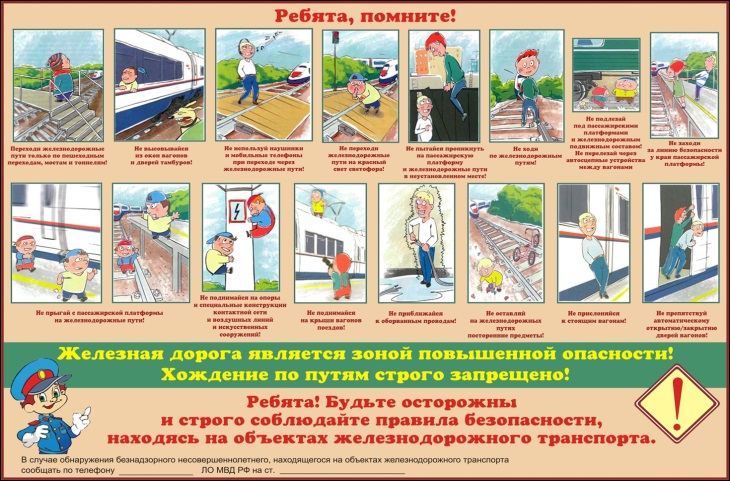 Ребята, помните!
Переходи железнодорожные
пути только по пешеходным
переходам, мостам и тоннелям!
Не высовывайся
из окон вагонов
и дверей тамбуров!
Не используй наушники
и мобильные телефоны
при переходе через
железнодорожные пути!
Не переходи
железнодорожные
пути на красный
свет светофора!
Не пытайся проникнуть
на пассажирскую
платформу
и железнодорожные пути
в неустановленном месте!
Не ходи
по железнодорожным
путям!
Не подлезай
под пассажирскими
платформами
и железнодорожным
подвижным составом!
Не перелезай через
автосцепные устройства
между вагонами
Не заходи
за линию безопасности
у края пассажирской
платформы!
Не прыгай с пассажирской платформы
на железнодорожные пути!
Не поднимайся на опоры
и специальные конструкции
контактной сети
и воздушных линий
и искусственных
сооружений!
Не поднимайся
на крыши вагонов
поездов!
Не приближайся
к оборванным проводам!
Не оставляй
на железнодорожных
путях
посторонние предметы!
Не прислоняйся
к стоящим вагонам!
Не препятствуй
автоматическому
открытию/закрытию
дверей вагонов!
Железная дорога является зоной повышенной опасности!
Хождение по путям строго запрещено!
Ребята! Будьте осторожны
и строго соблюдайте правила безопасности,
находясь на объектах железнодорожного транспорта.
В случае обнаружения безнадзорного несовершеннолетнего, находящегося на объектах железнодорожного транспорта
сообщать по телефону ________________ ЛО МВД РФ на ст. ________________